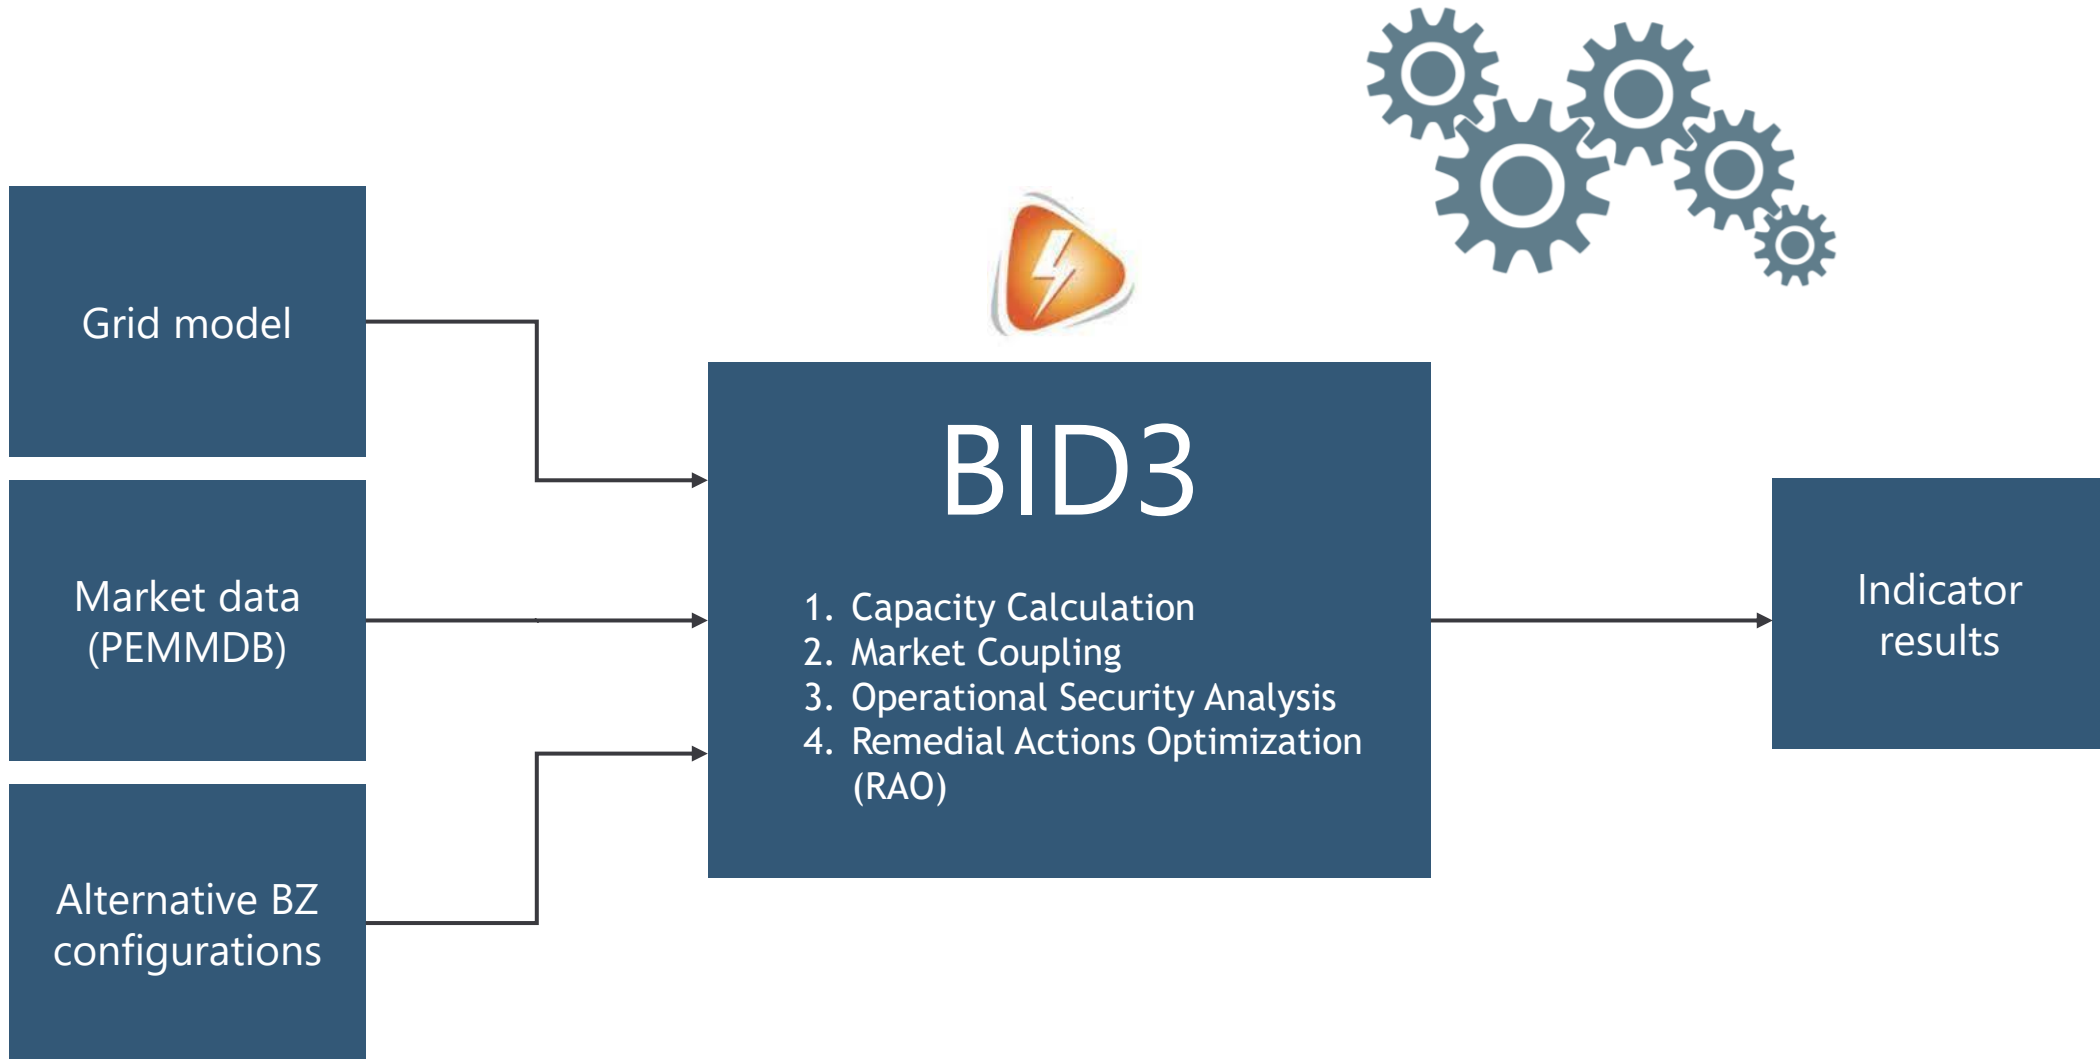 Grid model
Market data
(PEMMDB)
Alternative BZ
configurations
BID3
1. Capacity Calculation
2. Market Coupling
3. Operational Security Analysis
4. Remedial Actions Optimization
(RAO)
Indicator
results